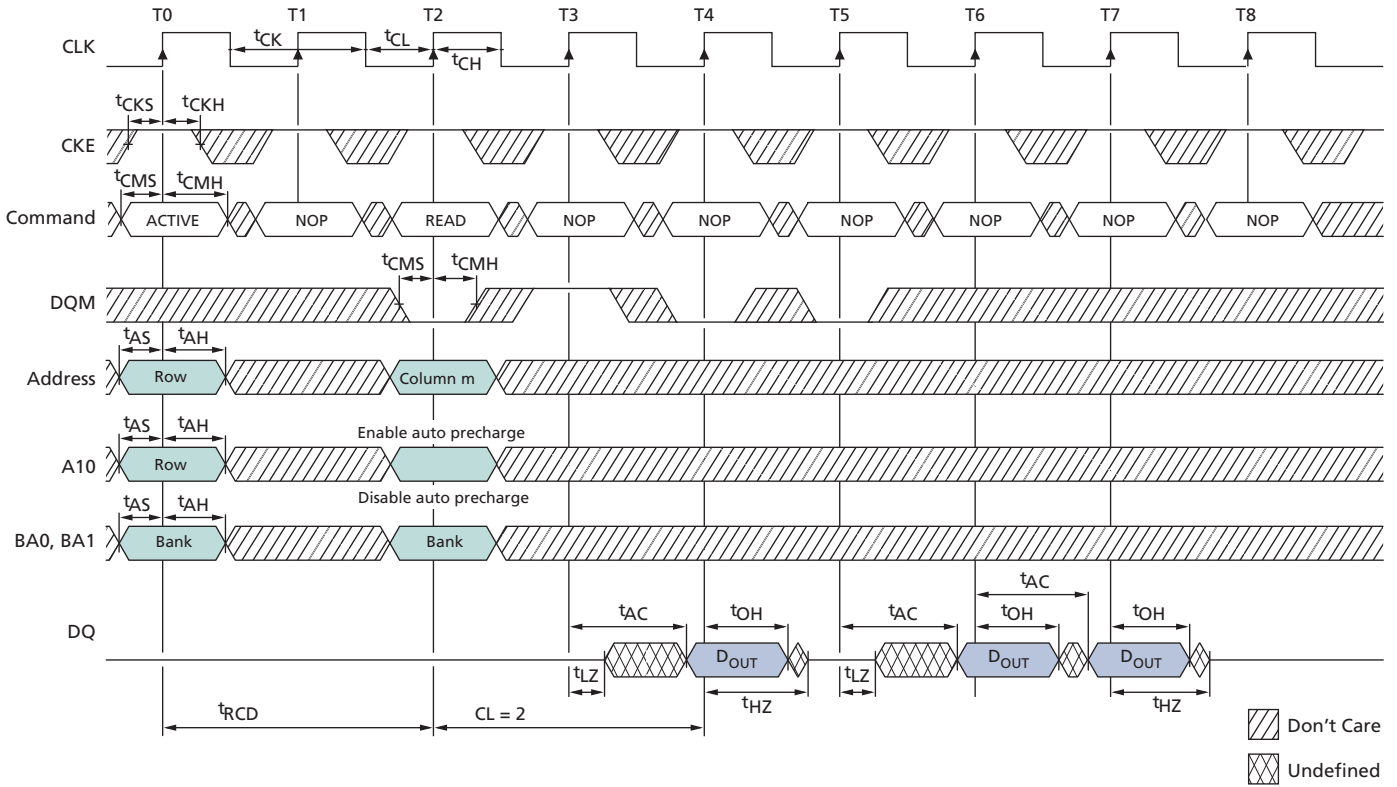 T0 T1 T2 T3 T4 T5 T6 T7 T8
CLK tCK tCL tCH
tCKS tCKH
CKE
tCMS tCMH
Command ACTIVE NOP READ NOP NOP NOP NOP NOP NOP
tCMS tCMH
DQM
tAS tAH
Address Row Column m
tAS tAH Enable auto precharge
A10 Row
tAS tAH Disable auto precharge
BA0, BA1 Bank Bank
tAC
tAC tOH tAC tOH tOH
DQ
DOUT DOUT DOUT
tLZ tHZ tLZ tHZ
tRCD CL = 2
Don't Care
Undefined